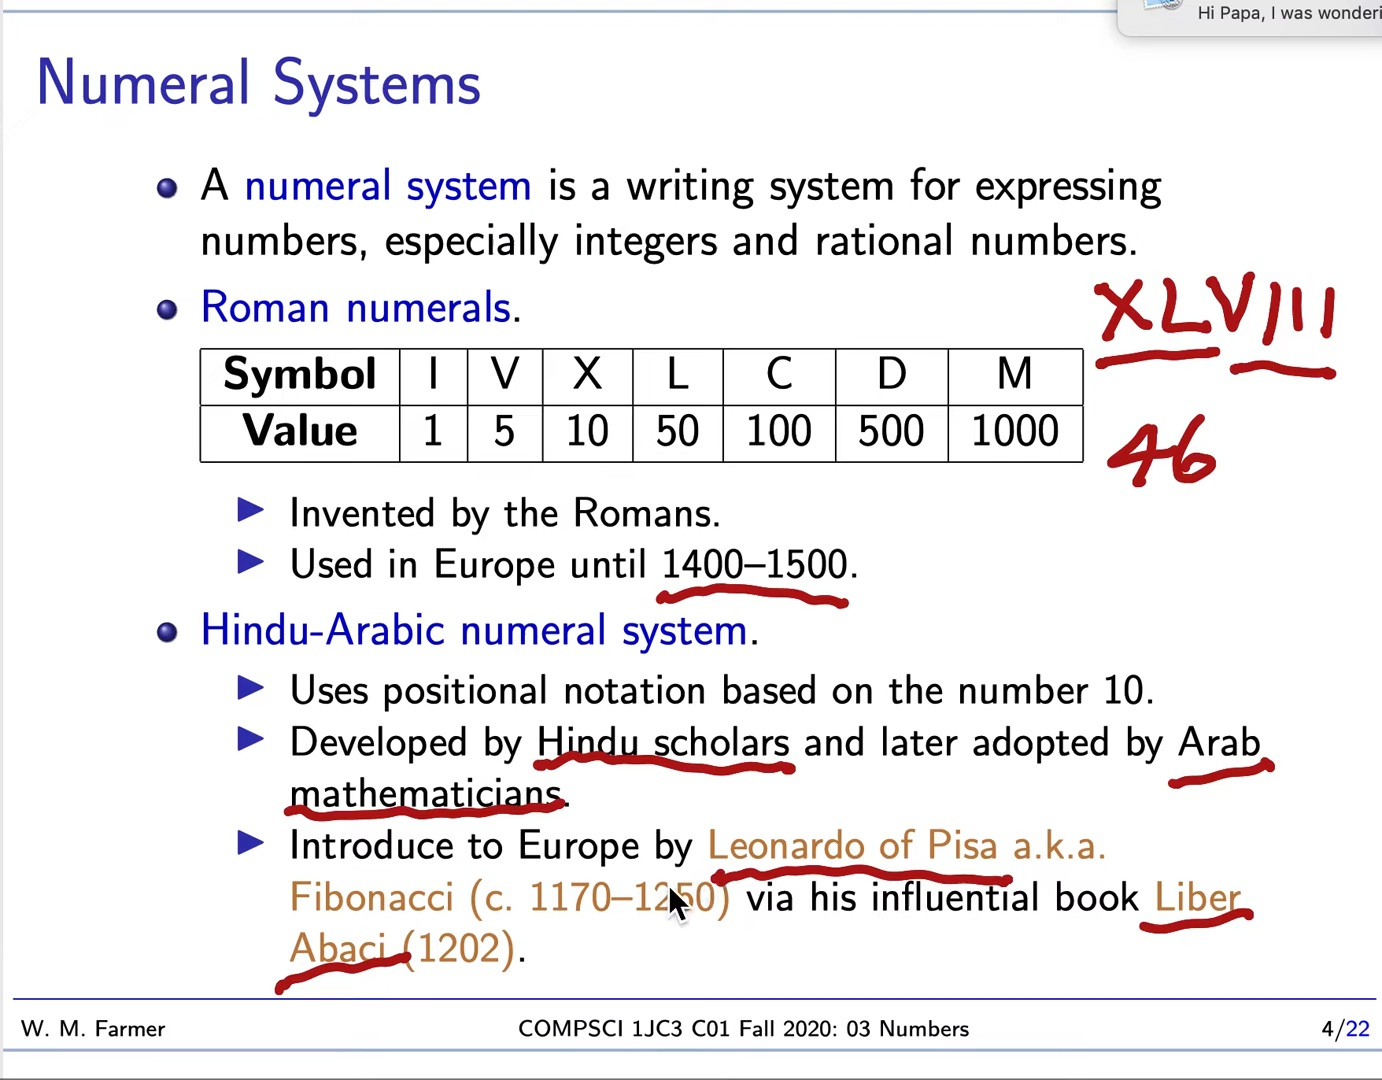 Hi Papa, I was wonderi
Numeral Systems
A numeral system is a writing system for expressing
numbers, especially integers and rational numbers.
Roman numerals.
XLVIII
Symbol I V X L C D M
Value 1 5 10 50 100 500 1000
46
Invented by the Romans.
Used in Europe until 1400–1500.
Hindu-Arabic numeral system.
Uses positional notation based on the number 10.
Developed by Hindu scholars and later adopted by Arab
mathematicians.
Introduce to Europe by Leonardo of Pisa a.k.a.
Fibonacci (c. 1170–1250) via his influential book Liber
Abaci (1202).
W. M. Farmer COMPSCI 1JC3 C01 Fall 2020: 03 Numbers 4/22